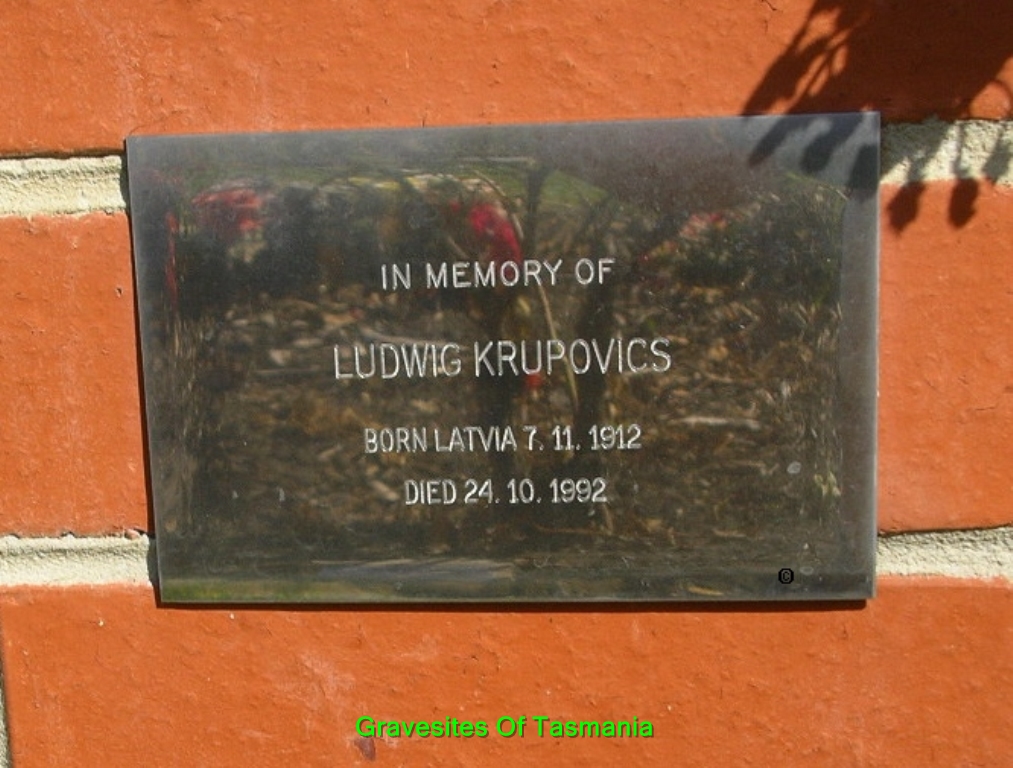 IN MEMORY OF
LUDWIG KRUPOVICS
BORN LATVIA 7. 11. 1912
DIED 24. 10. 1992
©
Gravesites Of Tasmania